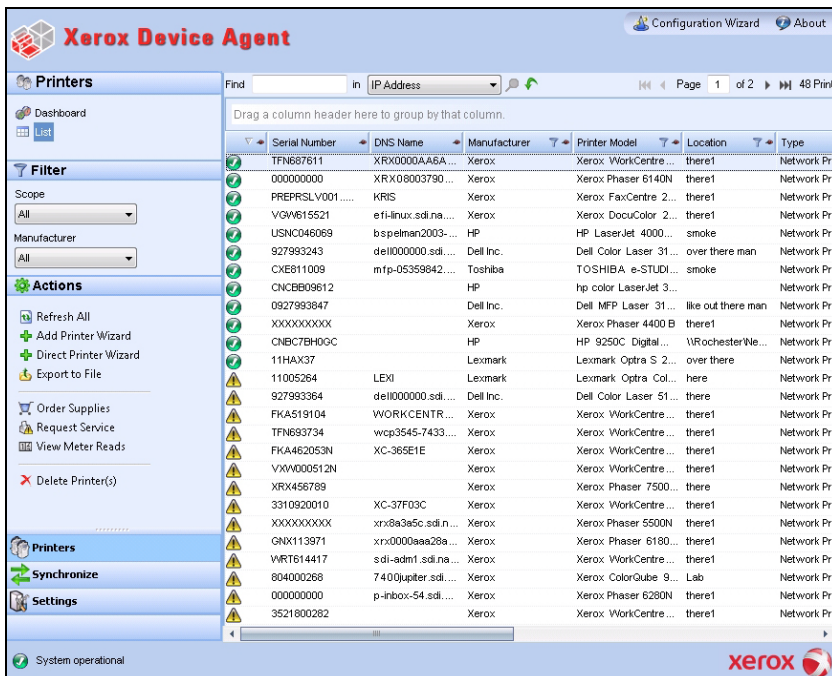 Xerox Device Agent
Configuration Wizard About
Printers
Dashboard
List
Filter
Scope
All
Manufacturer
All
Actions
Refresh All
Add Printer Wizard
Direct Printer Wizard
Export to File
Order Supplies
Request Service
View Meter Reads
Delete Printer(s)
Printers
Synchronize
Settings
Find in IP Address Page 1 of 2 48 Print
Drag a column header here to group by that column.
Serial Number DNS Name Manufacturer Printer Model Location Type
TFN687611 XRX0000AA6A... Xerox Xerox WorkCentre ... there1 Network Pr
000000000 XRX08003790... Xerox Xerox Phaser 6140N there1 Network Pr
PREPRSLV001..... KRIS Xerox Xerox FaxCentre 2... there1 Network Pr
VGW615521 efi-linux.sdi.na.... Xerox Xerox DocuColor 2... there1 Network Pr
USNC046069 bspelman2003-... HP HP LaserJet 4000... smoke Network Pr
927993243 dell000000.sdi.... Dell Inc. Dell Color Laser 31... over there man Network Pr
CXE811009 mfp-05359842.... Toshiba TOSHIBA e-STUDI... smoke Network Pr
CNCBB09612 HP hp color LaserJet 3... Network Pr
0927993847 Dell Inc. Dell MFP Laser 31... like out there man Network Pr
XXXXXXXXX Xerox Xerox Phaser 4400 B there1 Network Pr
CNBC7BH0GC HP HP 9250C Digital... \\Rochester\Ne... Network Pr
11HAX37 Lexmark Lexmark Optra S 2... over there Network Pr
11005264 LEXI Lexmark Lexmark Optra Col... here Network Pr
927993364 dell000000.sdi.... Dell Inc. Dell Color Laser 51... there Network Pr
FKA519104 WORKCENTR... Xerox Xerox WorkCentre... there1 Network Pr
TFN693734 wcp3545-7433.... Xerox Xerox WorkCentre... there1 Network Pr
FKA462053N XC-365E1E Xerox Xerox WorkCentre... there1 Network Pr
VXW000512N Xerox Xerox WorkCentre... there1 Network Pr
XRX456789 Xerox Xerox Phaser 7500... there Network Pr
3310920010 XC-37F03C Xerox Xerox WorkCentre... there1 Network Pr
XXXXXXXXX xrx8a3a5c.sdi.n... Xerox Xerox Phaser 5500N there1 Network Pr
GNX113971 xrx0000aaa28a... Xerox Xerox Phaser 6180... there1 Network Pr
WRT614417 sdi-adm1.sdi.na... Xerox Xerox WorkCentre... there1 Network Pr
804000268 7400jupiter.sdi.... Xerox Xerox ColorQube 9... Lab Network Pr
000000000 p-inbox-54.sdi.... Xerox Xerox Phaser 6280N there1 Network Pr
3521800282 Xerox Xerox WorkCentre... there1 Network Pr
System operational
xerox